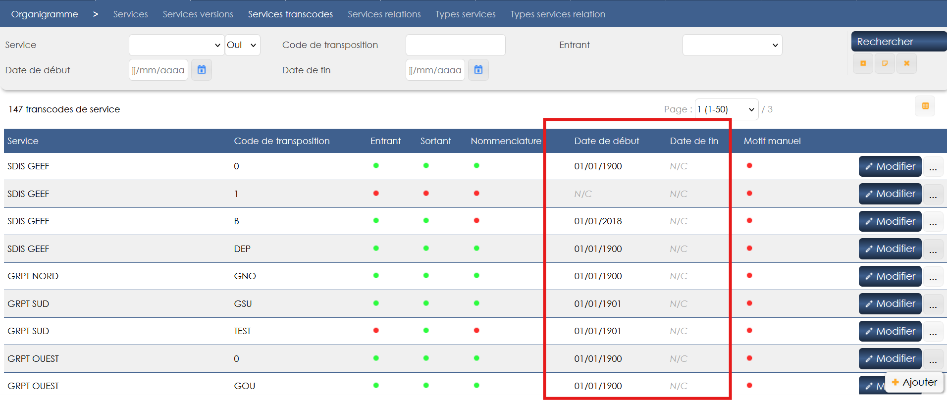 Organigramme > Services Services versions Services transcodes Services relations Types services Types services relation
Service Oui Code de transposition Entrant Rechercher
Date de début jj/mm/aaaa Date de fin jj/mm/aaaa
147 transcodes de service Page : 1 (1-50) / 3
Service Code de transposition Entrant Sortant Nommenclature Date de début Date de fin Motif manuel
SDIS GEEF 0 01/01/1900 N/C Modifier ...
SDIS GEEF 1 N/C N/C Modifier ...
SDIS GEEF 8 01/01/2018 N/C Modifier ...
SDIS GEEF DEP 01/01/1900 N/C Modifier ...
GRPT NORD GNO 01/01/1900 N/C Modifier ...
GRPT SUD GSU 01/01/1901 N/C Modifier ...
GRPT SUD TEST 01/01/1901 N/C Modifier ...
GRPT OUEST 0 01/01/1900 N/C Modifier ...
GRPT OUEST GOU 01/01/1900 N/C
+ Ajouter